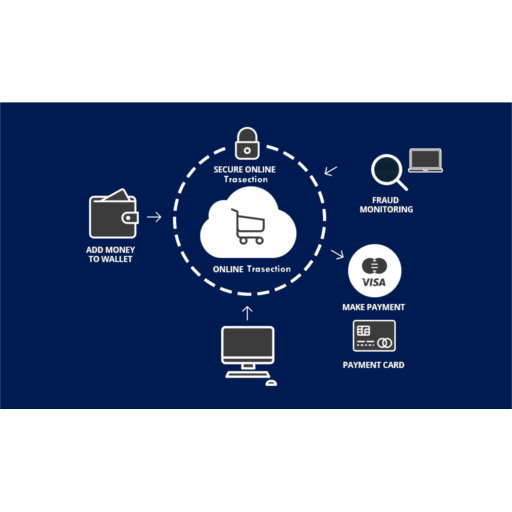 SECURE ONLINE
Trasection
FRAUD
MONITORING
ADD MONEY
TO WALLET
ONLINE Trasection
VISA
MAKE PAYMENT
PAYMENT CARD